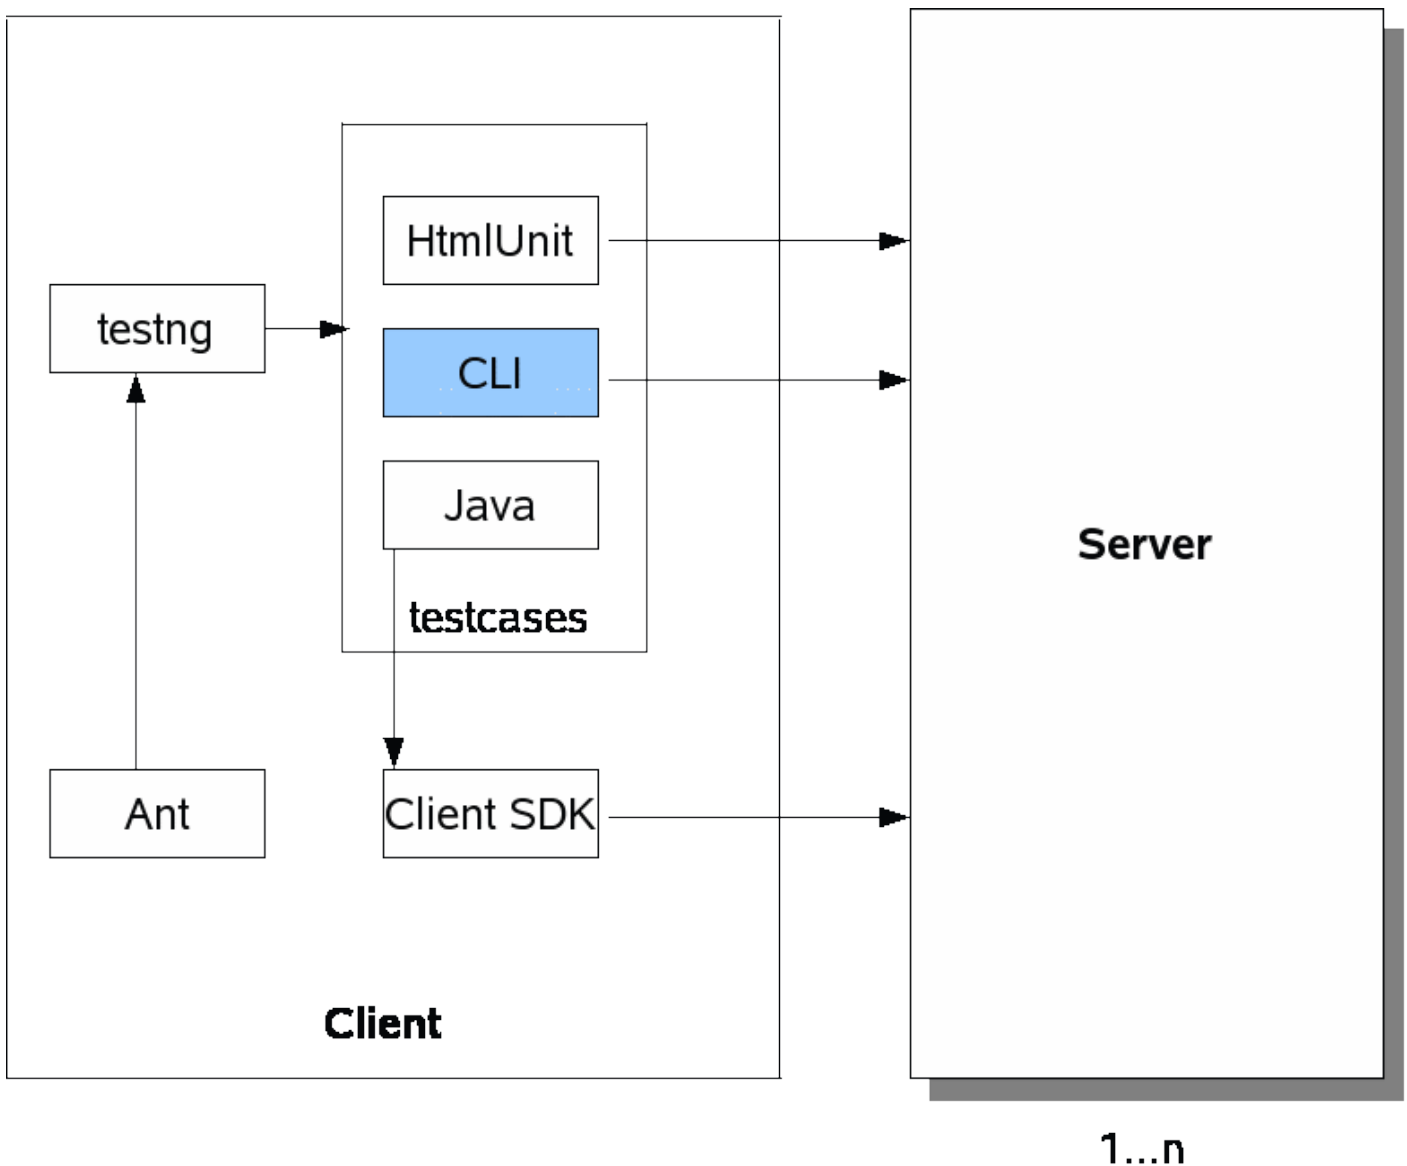 HtmlUnit
testng
CLI
Java
Server
testcases
Ant
Client SDK
Client
1...n